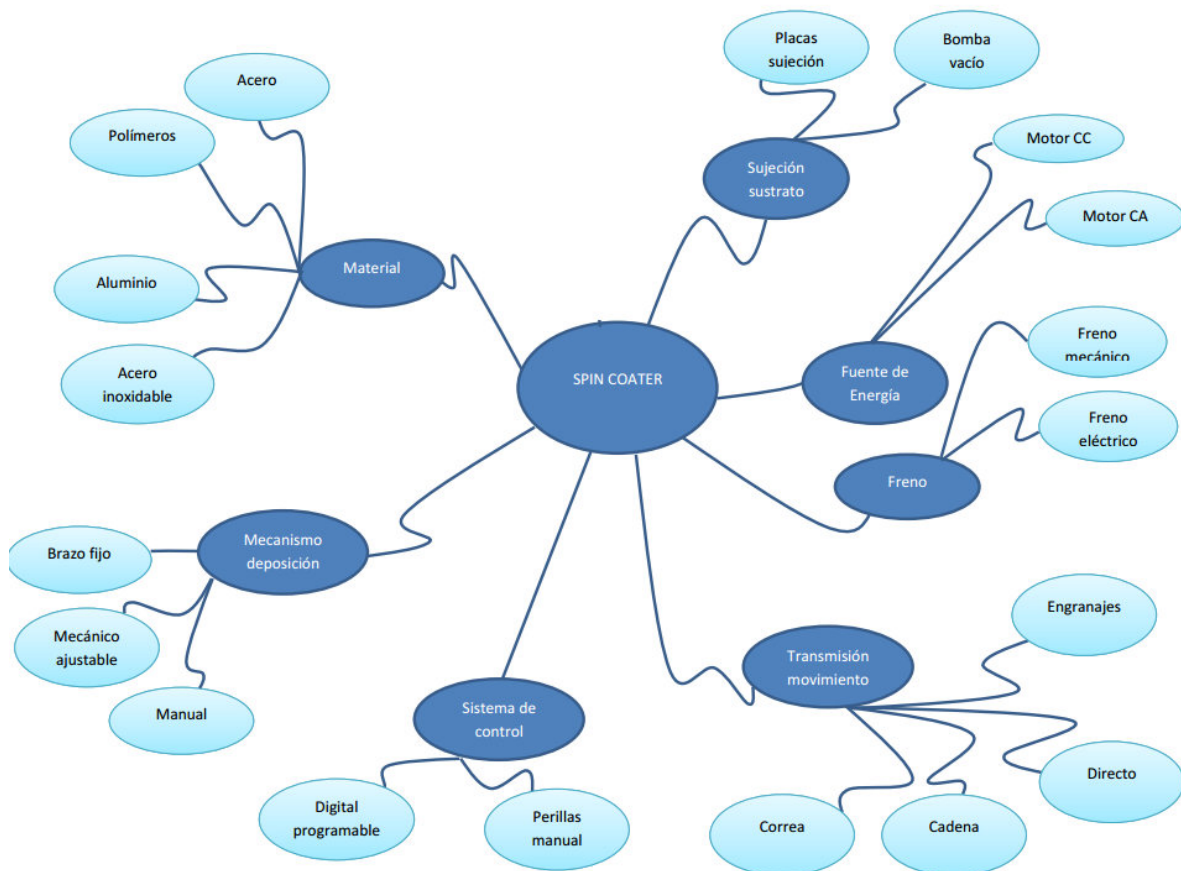 Placas
sujeción
Bomba
vacío
Acero
Polímeros
Motor CC
Sujeción
sustrato
Motor CA
Material
Aluminio
Freno
mecánico
Acero
inoxidable
SPIN COATER
Fuente de
Energía
Freno
eléctrico
Freno
Mecanismo
deposición
Brazo fijo
Mecánico
ajustable
Engranajes
Transmisión
movimiento
Manual
Sistema de
control
Directo
Digital
programable
Perillas
manual
Correa
Cadena